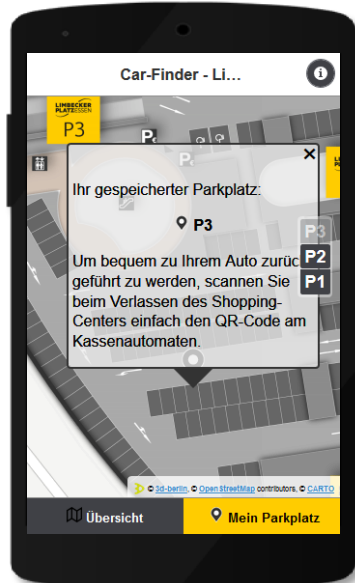 Car-Finder - Li...
i
LIMBECKER
PLATZ ESSEN
P3
P
P
×
Ihr gespeicherter Parkplatz:
P3
Um bequem zu Ihrem Auto zurück
geführt zu werden, scannen Sie
beim Verlassen des Shopping-
Centers einfach den QR-Code am
Kassenautomaten.
P3
P2
P1
© 3d-berlin, © OpenStreetMap contributors, © CARTO
Übersicht
Mein Parkplatz